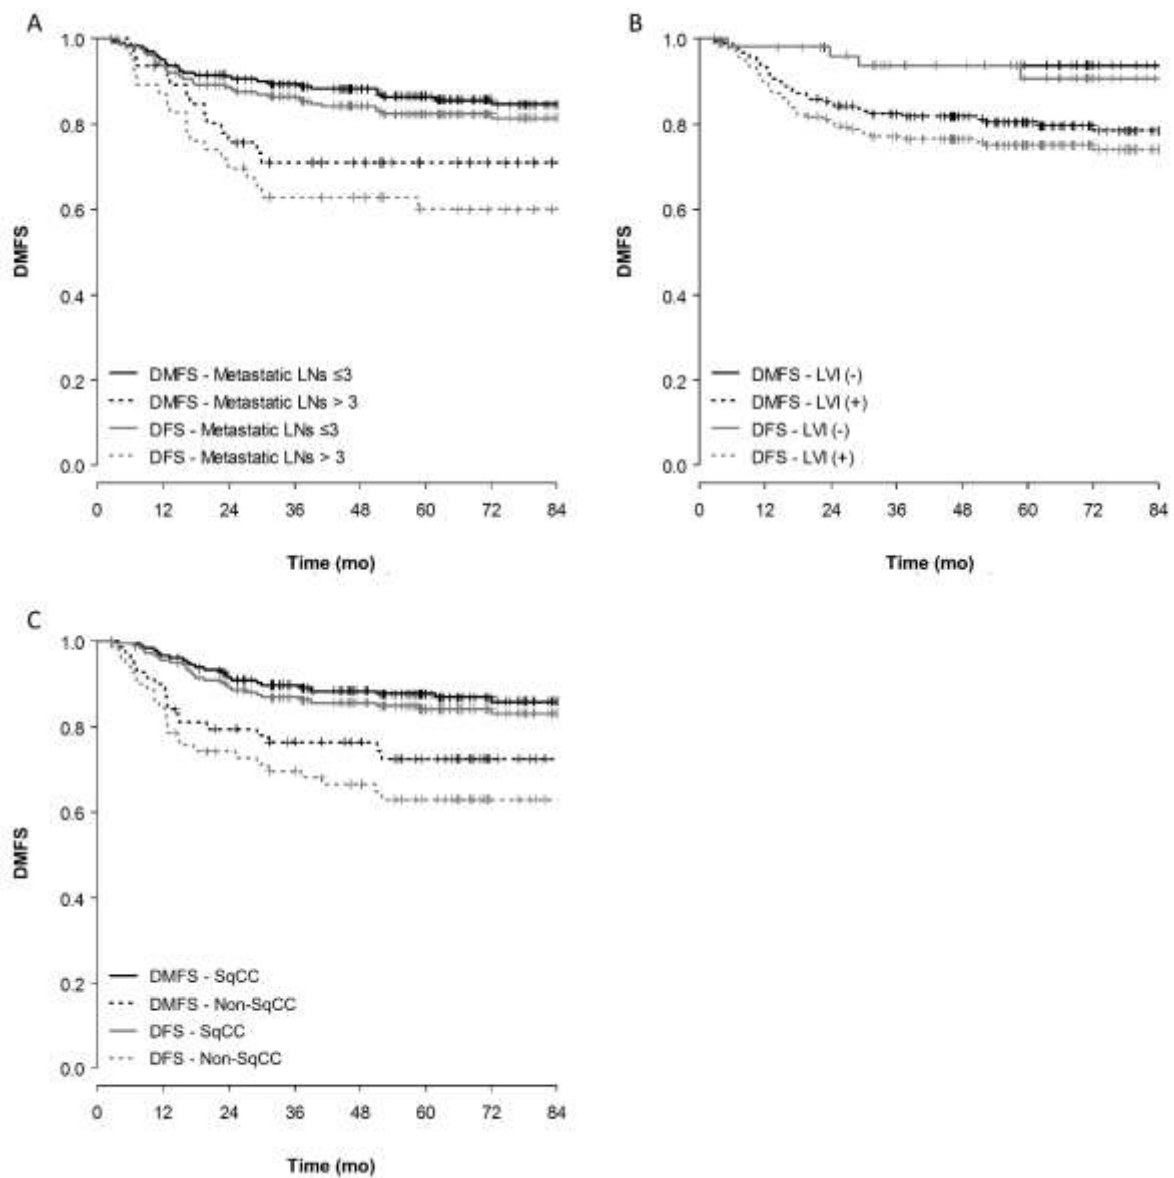 A
1.0
0.8
0.6
0.4
0.2
0.0
DMFS
DMFS - Metastatic LNs ≤3
DMFS - Metastatic LNs > 3
DFS - Metastatic LNs ≤3
DFS - Metastatic LNs > 3
0 12 24 36 48 60 72 84
Time (mo)
B
1.0
0.8
0.6
0.4
0.2
0.0
DMFS
DMFS - LVI (-)
DMFS - LVI (+)
DFS - LVI (-)
DFS - LVI (+)
0 12 24 36 48 60 72 84
Time (mo)
C
1.0
0.8
0.6
0.4
0.2
0.0
DMFS
DMFS - SqCC
DMFS - Non-SqCC
DFS - SqCC
DFS - Non-SqCC
0 12 24 36 48 60 72 84
Time (mo)